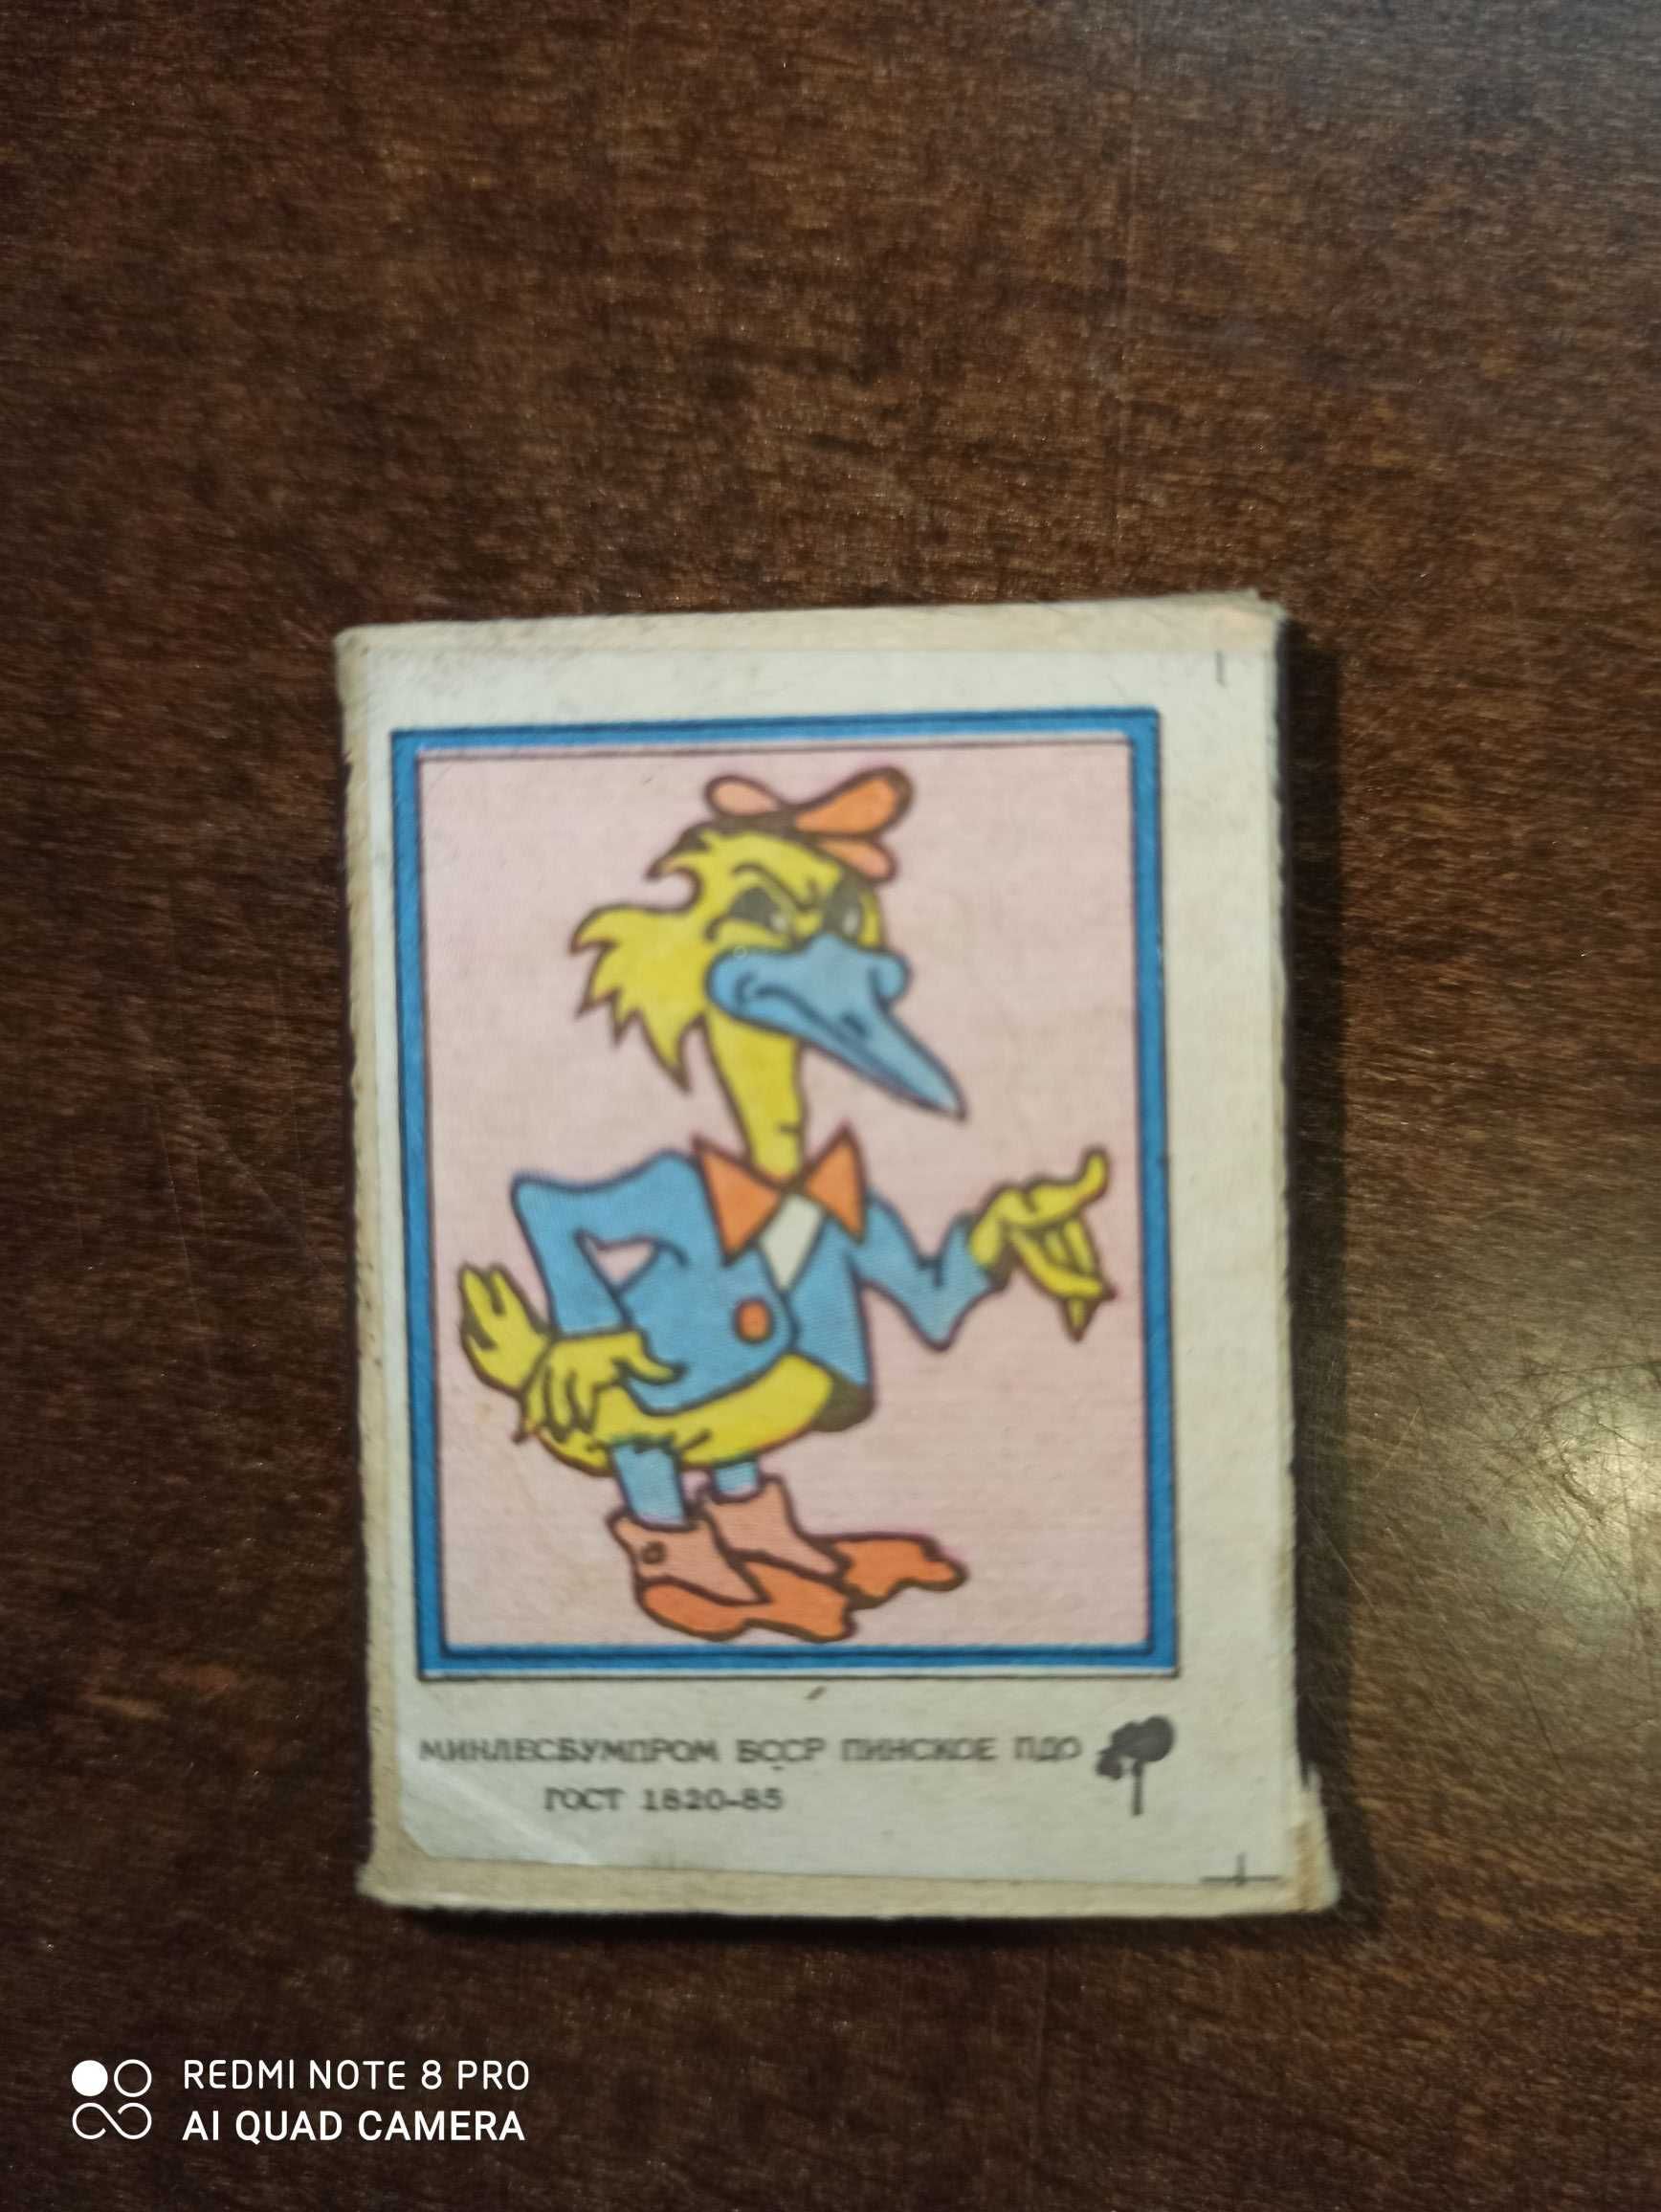 МИНЛЕСБУМПРОМ БССР ПИНСКОЕ ПДО
ГОСТ 1820-85
REDMI NOTE 8 PRO
AI QUAD CAMERA